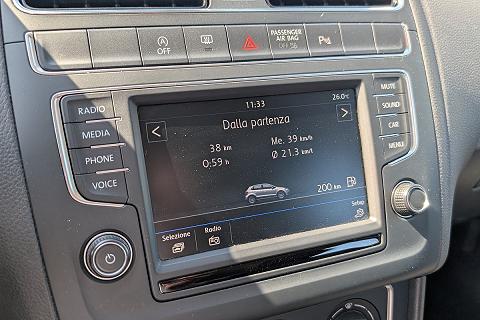 OFF
PASSENGER
AIR BAG
OFF
11:33
26.0°C
Dalla partenza
38 km
Me. 39 km/h
0,59 h
Ø 21.3 km/l
200 km
Setup
Selezione
Radio
RADIO
MEDIA
PHONE
VOICE
MUTE
SOUND
CAR
MENU